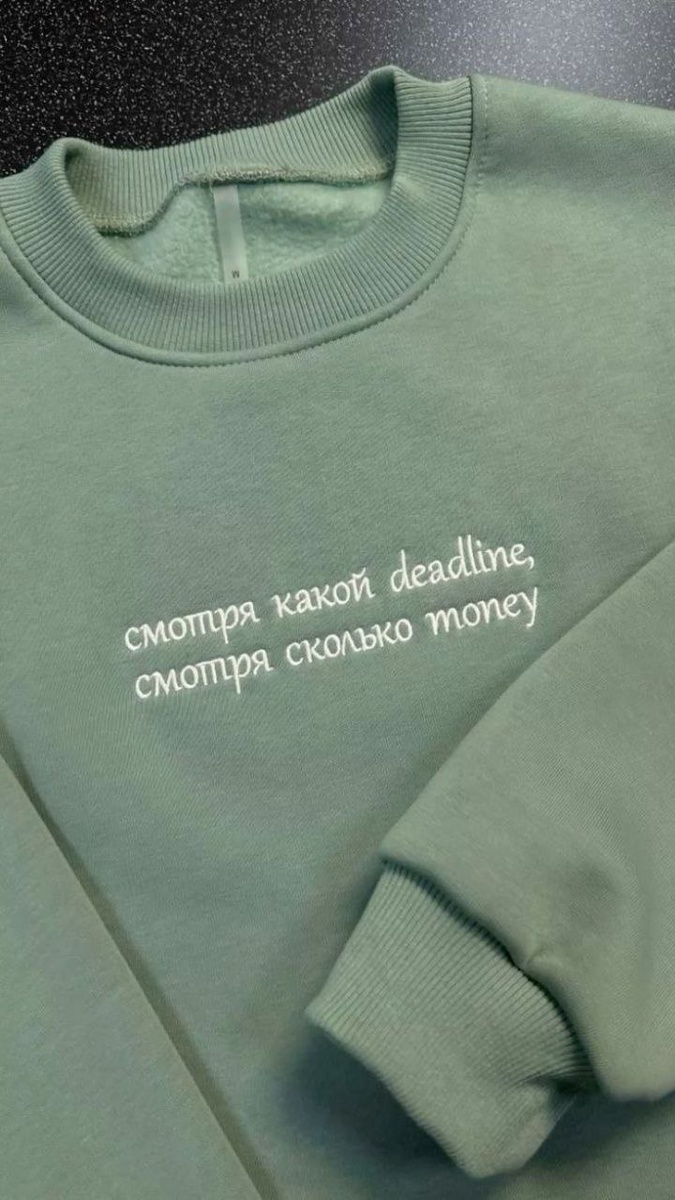 смотря какой deadline,
смотря сколько money
M